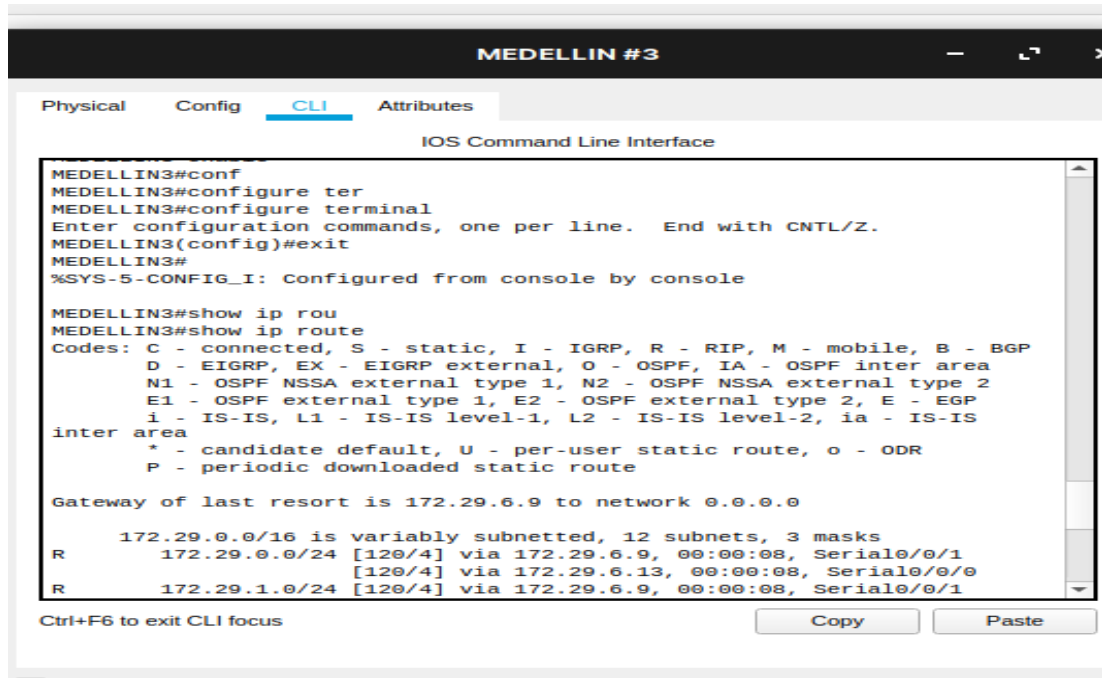 MEDELLIN #3
Physical Config CLI Attributes
IOS Command Line Interface
MEDELLIN3#conf
MEDELLIN3#configure ter
MEDELLIN3#configure terminal
Enter configuration commands, one per line.  End with CNTL/Z.
MEDELLIN3(config)#exit
MEDELLIN3#
%SYS-5-CONFIG_I: Configured from console by console
MEDELLIN3#show ip rou
MEDELLIN3#show ip route
Codes: C - connected, S - static, I - IGRP, R - RIP, M - mobile, B - BGP
       D - EIGRP, EX - EIGRP external, O - OSPF, IA - OSPF inter area
       N1 - OSPF NSSA external type 1, N2 - OSPF NSSA external type 2
       E1 - OSPF external type 1, E2 - OSPF external type 2, E - EGP
       i - IS-IS, L1 - IS-IS level-1, L2 - IS-IS level-2, ia - IS-IS
inter area
       * - candidate default, U - per-user static route, o - ODR
       P - periodic downloaded static route
Gateway of last resort is 172.29.6.9 to network 0.0.0.0
     172.29.0.0/16 is variably subnetted, 12 subnets, 3 masks
R       172.29.0.0/24 [120/4] via 172.29.6.9, 00:00:08, Serial0/0/1
                      [120/4] via 172.29.6.13, 00:00:08, Serial0/0/0
R       172.29.1.0/24 [120/4] via 172.29.6.9, 00:00:08, Serial0/0/1
Ctrl+F6 to exit CLI focus Copy Paste